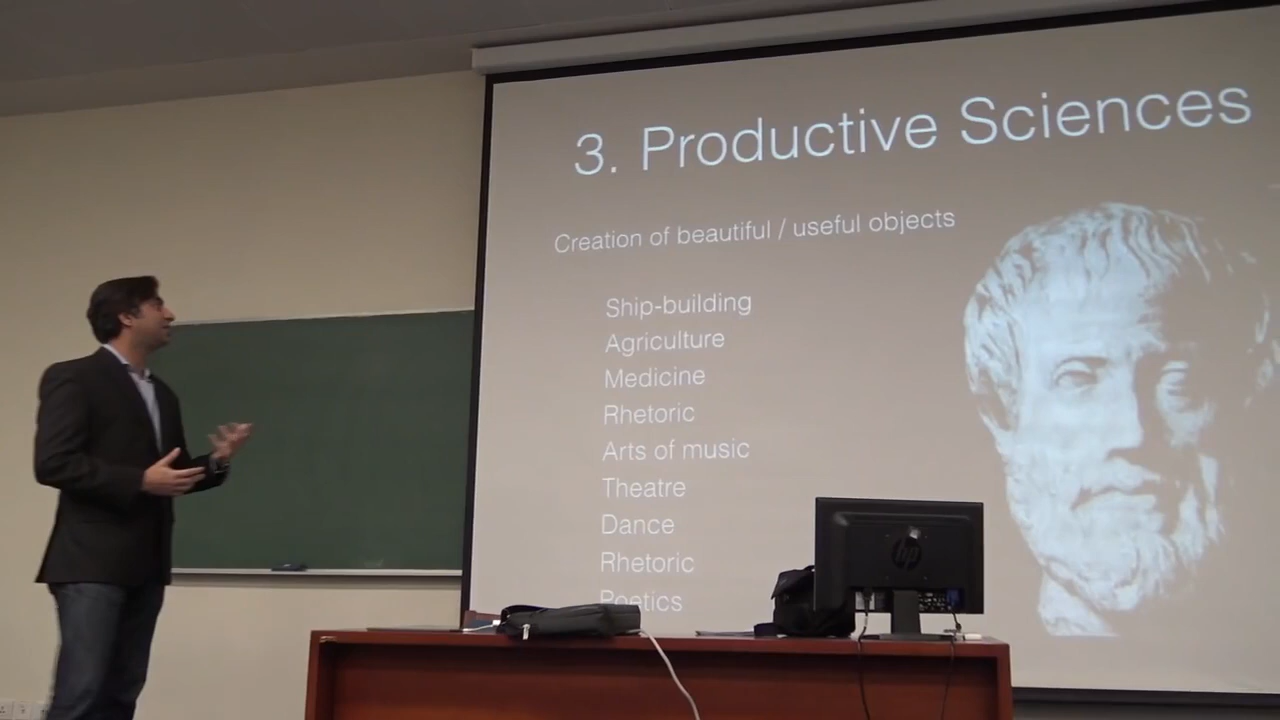 3. Productive Sciences
Creation of beautiful / useful objects
Ship-building
Agriculture
Medicine
Rhetoric
Arts of music
Theatre
Dance
Rhetoric
Poetics
hp